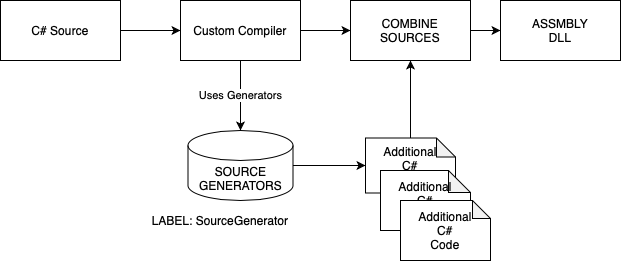 C# Source
Custom Compiler
COMBINE
SOURCES
ASSMBLY
DLL
Uses Generators
SOURCE
GENERATORS
LABEL: SourceGenerator
Additional
C#
Additional
C#
Additional
C#
Code